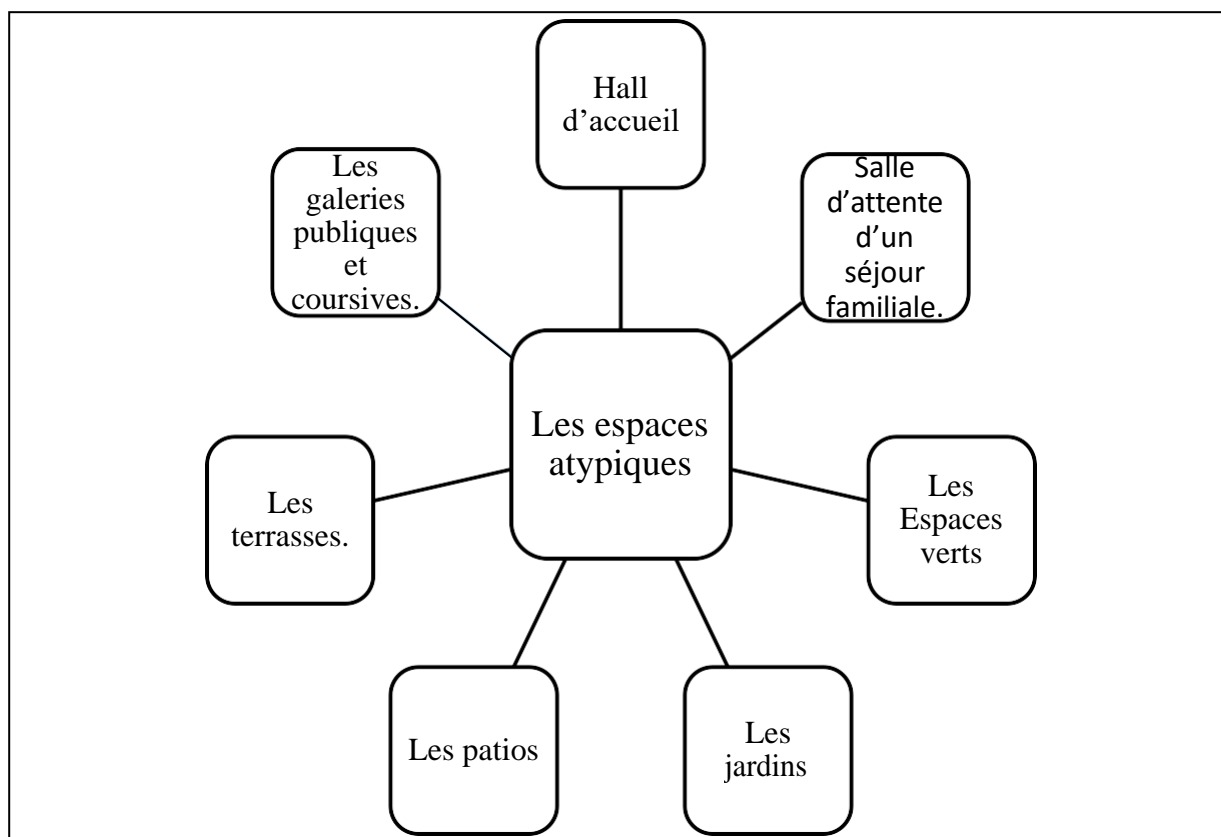 Hall
d’accueil
Les
galeries
publiques
et
coursives.
Salle
d’attente
d’un
séjour
familiale.
Les espaces
atypiques
Les
terrasses.
Les
Espaces
verts
Les patios
Les
jardins